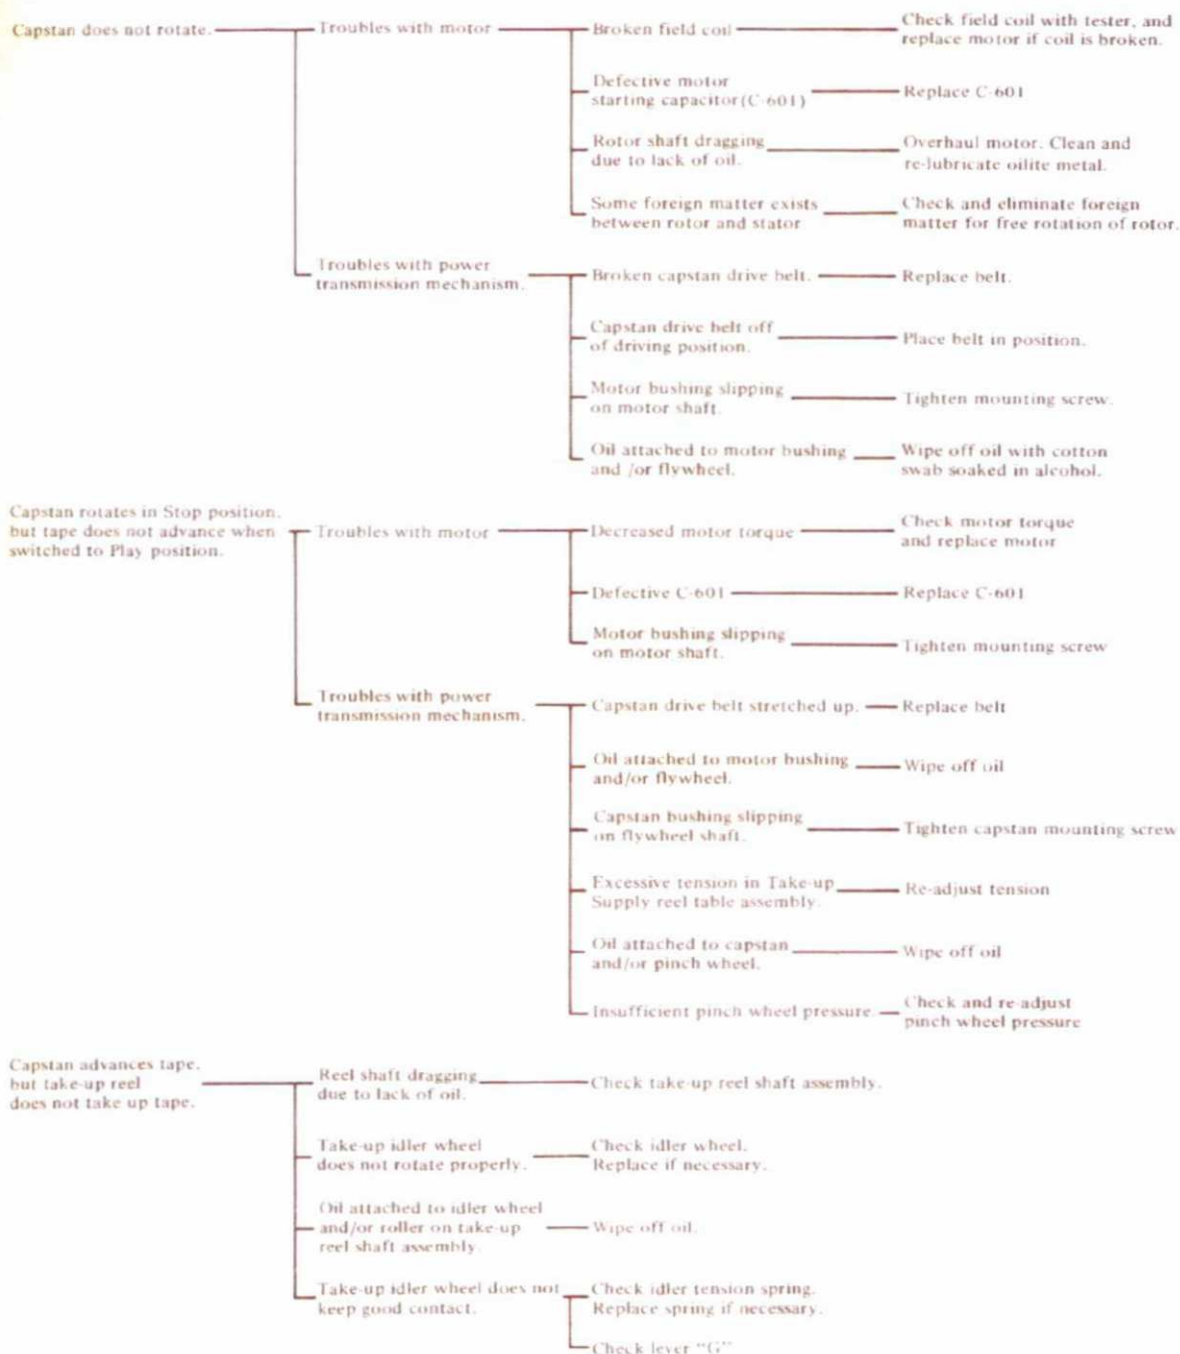 Capstan does not rotate.
Troubles with motor
Broken field coil
Check field coil with tester, and
replace motor if coil is broken.
Defective motor
starting capacitor(C-601)
Replace C-601
Rotor shaft dragging
due to lack of oil.
Overhaul motor. Clean and
re-lubricate oilite metal.
Some foreign matter exists
between rotor and stator
Check and eliminate foreign
matter for free rotation of rotor.
Troubles with power
transmission mechanism.
Broken capstan drive belt.
Replace belt.
Capstan drive belt off
of driving position.
Place belt in position.
Motor bushing slipping
on motor shaft.
Tighten mounting screw.
Oil attached to motor bushing
and /or flywheel.
Wipe off oil with cotton
swab soaked in alcohol.
Capstan rotates in Stop position.
but tape does not advance when
switched to Play position.
Troubles with motor
Decreased motor torque
Check motor torque
and replace motor
Defective C-601
Replace C-601
Motor bushing slipping
on motor shaft.
Tighten mounting screw
Troubles with power
transmission mechanism.
Capstan drive belt stretched up.
Replace belt
Oil attached to motor bushing
and/or flywheel.
Wipe off oil
Capstan bushing slipping
on flywheel shaft.
Tighten capstan mounting screw
Excessive tension in Take-up
Supply reel table assembly.
Re-adjust tension
Oil attached to capstan
and/or pinch wheel.
Wipe off oil
Insufficient pinch wheel pressure.
Check and re-adjust
pinch wheel pressure
Capstan advances tape.
but take-up reel
does not take up tape.
Reel shaft dragging
due to lack of oil.
Check take-up reel shaft assembly.
Take-up idler wheel
does not rotate properly.
Check idler wheel.
Replace if necessary.
Oil attached to idler wheel
and/or roller on take-up
reel shaft assembly.
Wipe off oil.
Take-up idler wheel does not
keep good contact.
Check idler tension spring.
Replace spring if necessary.
Check lever "G"